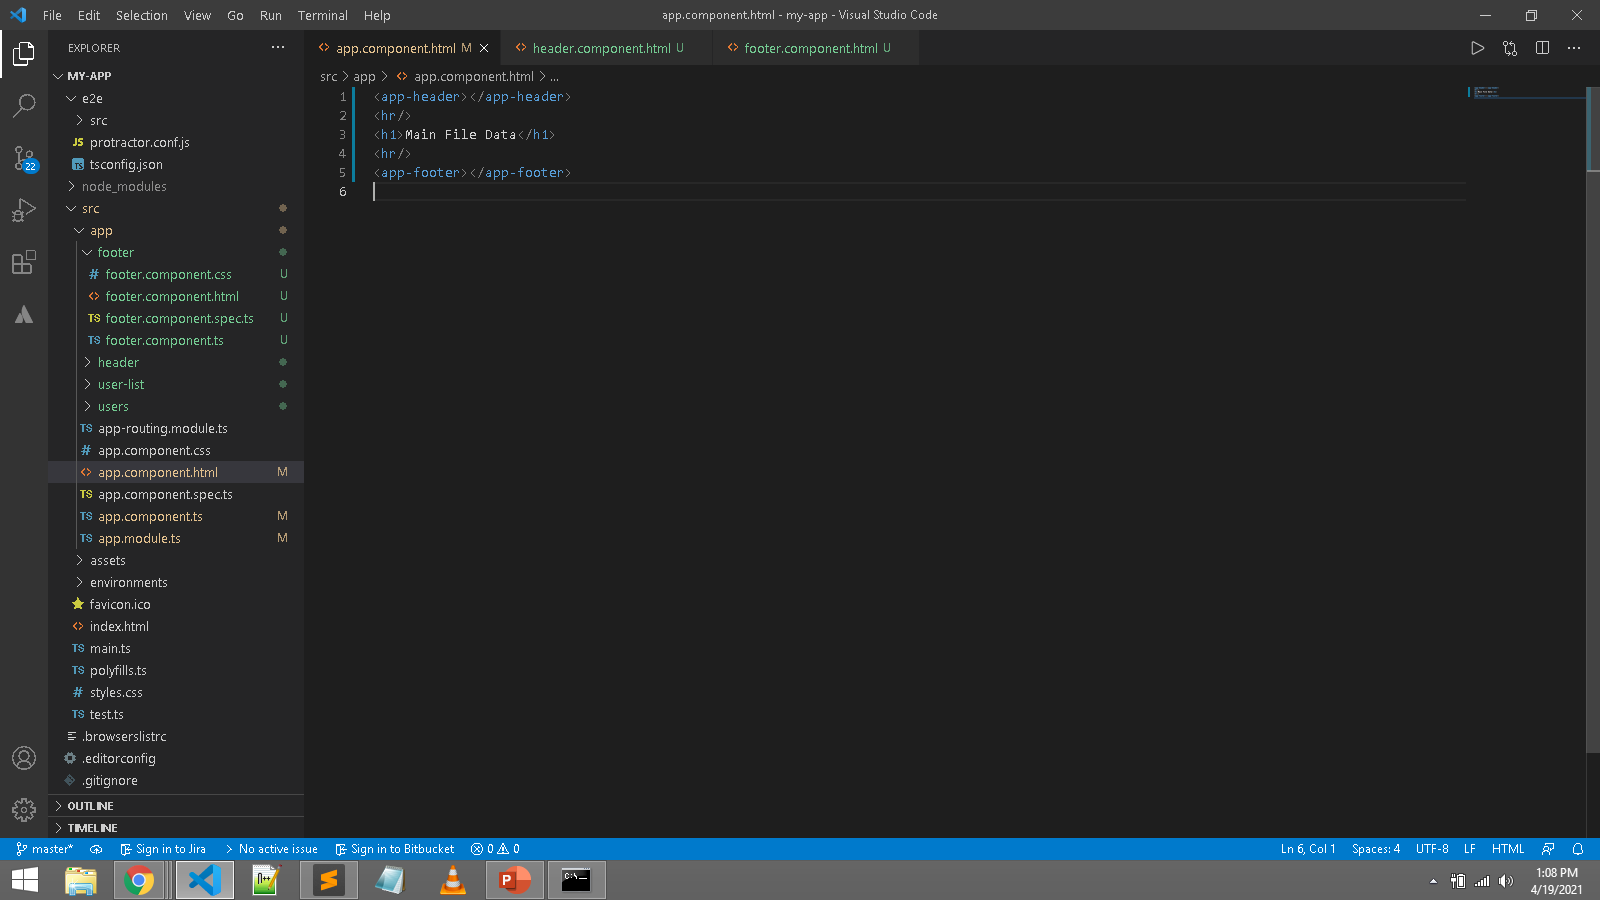 File Edit Selection View Go Run Terminal Help
app.component.html - my-app - Visual Studio Code
EXPLORER
app.component.html M
header.component.html U
footer.component.html U
MY-APP
src > app > app.component.html > ...
e2e
src
protractor.conf.js
tsconfig.json
node_modules
src
app
footer
footer.component.css U
footer.component.html U
footer.component.spec.ts U
footer.component.ts U
header
user-list
users
app-routing.module.ts
app.component.css
app.component.html M
app.component.spec.ts
app.component.ts M
app.module.ts M
assets
environments
favicon.ico
index.html
main.ts
polyfills.ts
styles.css
test.ts
.browserslistrc
.editorconfig
.gitignore
OUTLINE
TIMELINE
22
1 <app-header></app-header>
2 <hr/>
3 <h1>Main File Data</h1>
4 <hr/>
5 <app-footer></app-footer>
6
master* Sign in to Jira No active issue Sign in to Bitbucket 0 0
Ln 6, Col 1 Spaces: 4 UTF-8 LF HTML
1:08 PM
4/19/2021